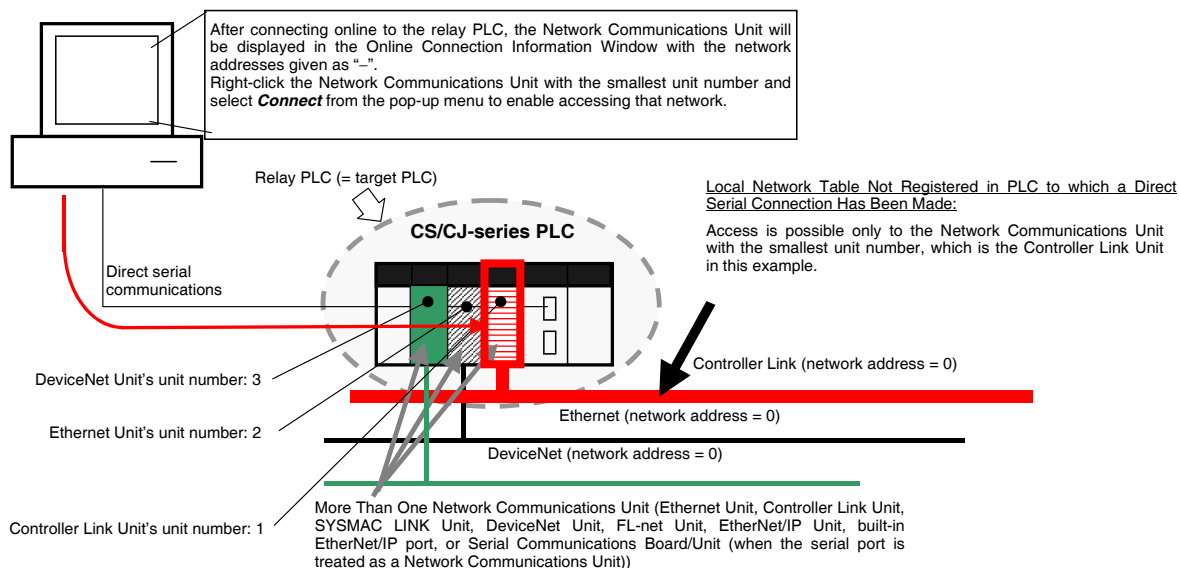 After connecting online to the relay PLC, the Network Communications Unit will
be displayed in the Online Connection Information Window with the network
addresses given as “–”.
Right-click the Network Communications Unit with the smallest unit number and
select Connect from the pop-up menu to enable accessing that network.
Relay PLC (= target PLC)
Local Network Table Not Registered in PLC to which a Direct
Serial Connection Has Been Made:
Access is possible only to the Network Communications Unit
with the smallest unit number, which is the Controller Link Unit
in this example.
CS/CJ-series PLC
Direct serial
communications
Controller Link (network address = 0)
DeviceNet Unit's unit number: 3
Ethernet (network address = 0)
Ethernet Unit's unit number: 2
DeviceNet (network address = 0)
Controller Link Unit's unit number: 1
More Than One Network Communications Unit (Ethernet Unit, Controller Link Unit,
SYSMAC LINK Unit, DeviceNet Unit, FL-net Unit, EtherNet/IP Unit, built-in
EtherNet/IP port, or Serial Communications Board/Unit (when the serial port is
treated as a Network Communications Unit))